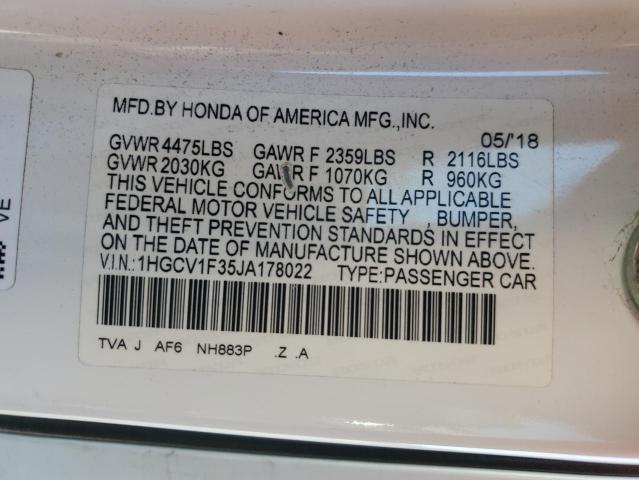 MFD.BY HONDA OF AMERICA MFG.,INC.
05/'18
GVWR 4475LBS GAWR F 2359LBS R 2116LBS
GVWR 2030KG GAWR F 1070KG R 960KG
THIS VEHICLE CONFORMS TO ALL APPLICABLE
FEDERAL MOTOR VEHICLE SAFETY , BUMPER,
AND THEFT PREVENTION STANDARDS IN EFFECT
ON THE DATE OF MANUFACTURE SHOWN ABOVE.
V.I.N.:1HGCV1F35JA178022 TYPE:PASSENGER CAR
TVA J AF6 NH883P .Z .A
VE